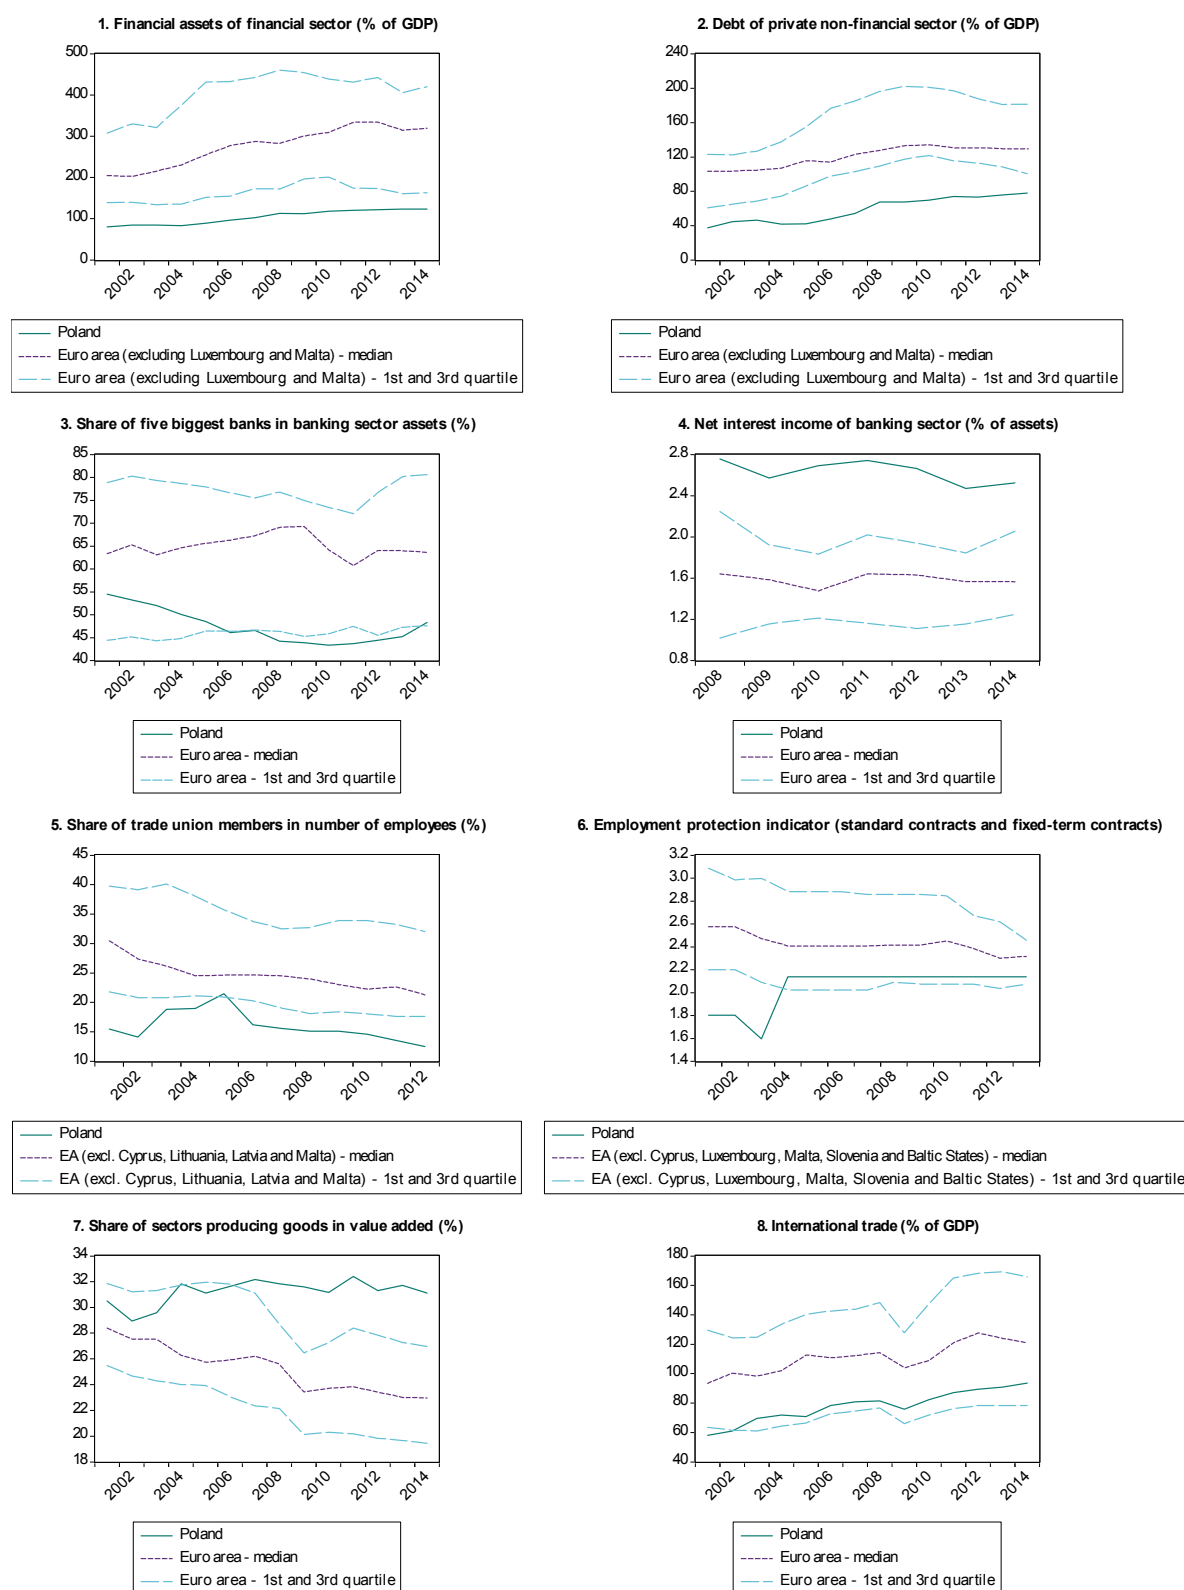 1. Financial assets of financial sector (% of GDP)
500
400
300
200
100
0
2002 2004 2006 2008 2010 2012 2014
Poland
Euro area (excluding Luxembourg and Malta) - median
Euro area (excluding Luxembourg and Malta) - 1st and 3rd quartile
2. Debt of private non-financial sector (% of GDP)
240
200
160
120
80
40
0
2002 2004 2006 2008 2010 2012 2014
Poland
Euro area (excluding Luxembourg and Malta) - median
Euro area (excluding Luxembourg and Malta) - 1st and 3rd quartile
3. Share of five biggest banks in banking sector assets (%)
85
80
75
70
65
60
55
50
45
40
2002 2004 2006 2008 2010 2012 2014
Poland
Euro area - median
Euro area - 1st and 3rd quartile
4. Net interest income of banking sector (% of assets)
2.8
2.4
2.0
1.6
1.2
0.8
2008 2009 2010 2011 2012 2013 2014
Poland
Euro area - median
Euro area - 1st and 3rd quartile
5. Share of trade union members in number of employees (%)
45
40
35
30
25
20
15
10
2002 2004 2006 2008 2010 2012
Poland
EA (excl. Cyprus, Lithuania, Latvia and Malta) - median
EA (excl. Cyprus, Lithuania, Latvia and Malta) - 1st and 3rd quartile
6. Employment protection indicator (standard contracts and fixed-term contracts)
3.2
3.0
2.8
2.6
2.4
2.2
2.0
1.8
1.6
1.4
2002 2004 2006 2008 2010 2012
Poland
EA (excl. Cyprus, Luxembourg, Malta, Slovenia and Baltic States) - median
EA (excl. Cyprus, Luxembourg, Malta, Slovenia and Baltic States) - 1st and 3rd quartile
7. Share of sectors producing goods in value added (%)
34
32
30
28
26
24
22
20
18
2002 2004 2006 2008 2010 2012 2014
Poland
Euro area - median
Euro area - 1st and 3rd quartile
8. International trade (% of GDP)
180
160
140
120
100
80
60
40
2002 2004 2006 2008 2010 2012 2014
Poland
Euro area - median
Euro area - 1st and 3rd quartile